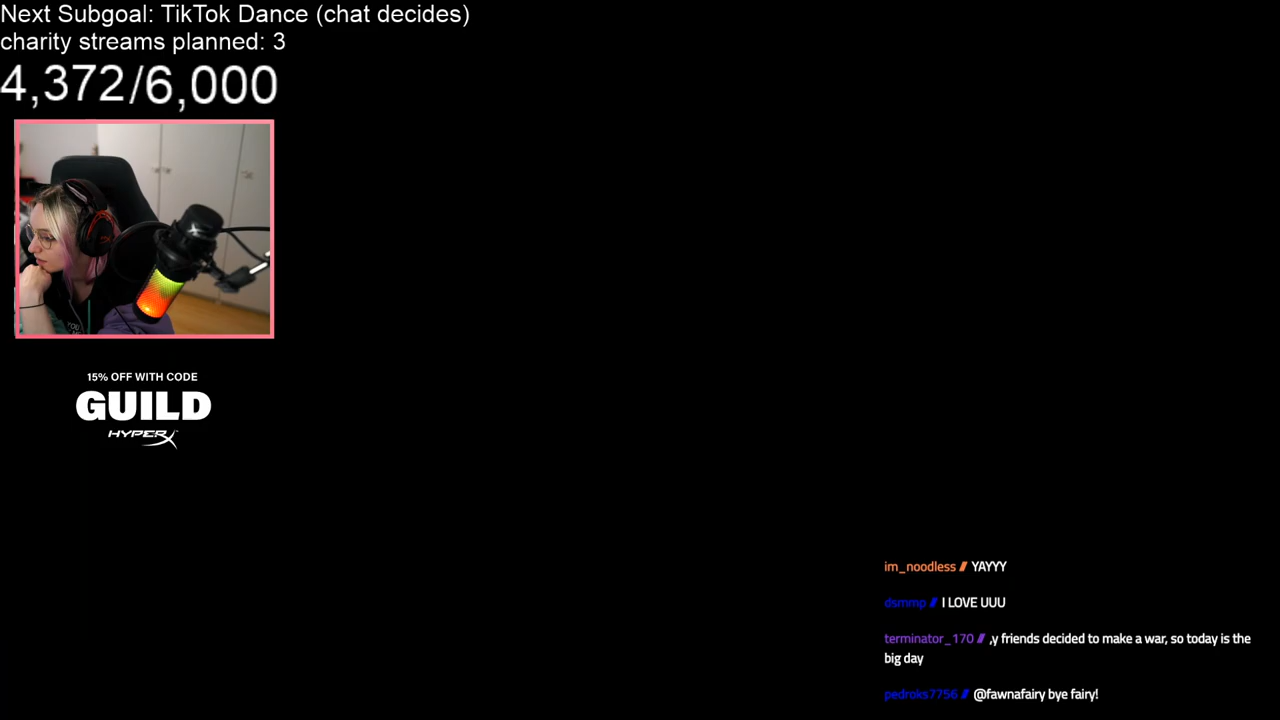 Next Subgoal: TikTok Dance (chat decides)
charity streams planned: 3
4,372/6,000
15% OFF WITH CODE
GUILD
HYPERX
im_noodless // YAYYY
dsmmp // I LOVE UUU
terminator_170 // ,y friends decided to make a war, so today is the
big day
pedroks7756 // @fawnafairy bye fairy!